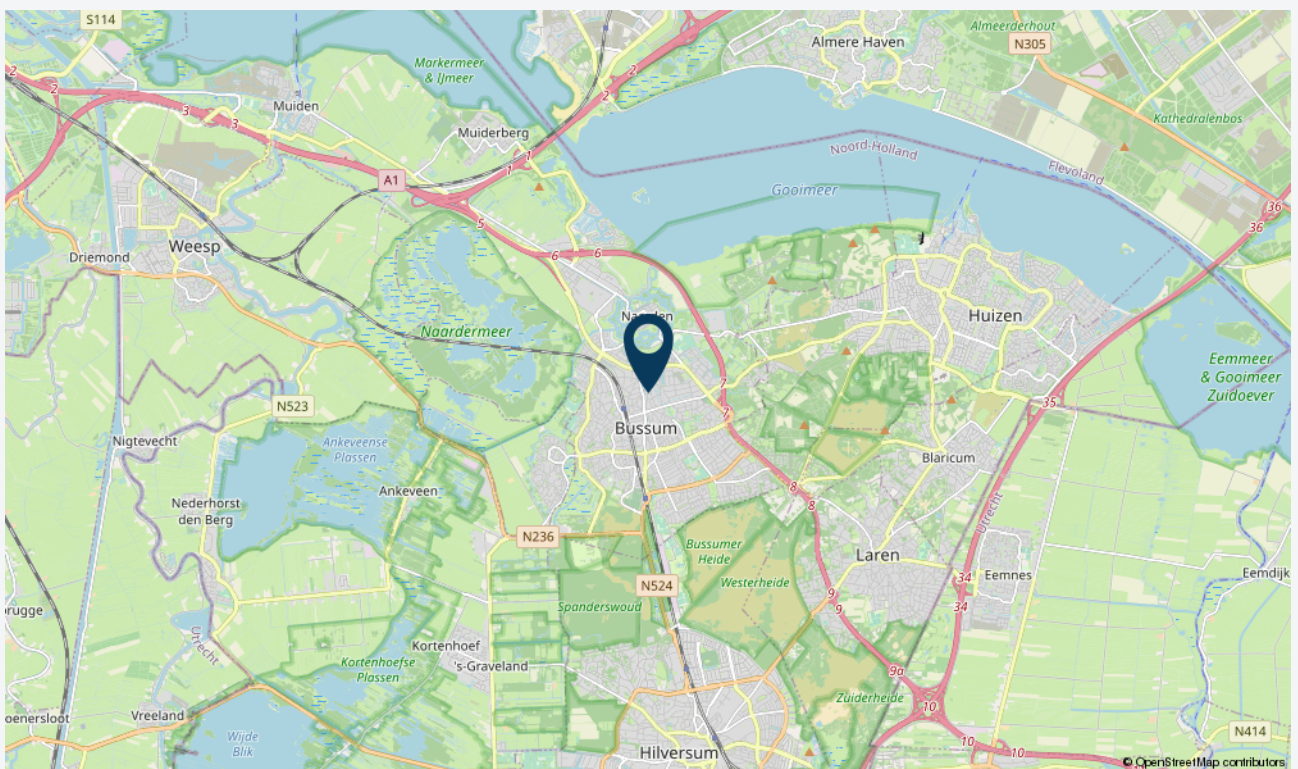 S114
Almere Haven
Almeerderhout
N305
2
2
Markermeer
& IJmeer
2
2
3
3
Muiden
Muiderberg
Kathedralenbos
1
1
Noord-Holland
Flevoland
A1
Gooimeer
36
36
5
Weesp
Driemond
6
6
Huizen
Naardermeer
Eemmeer
& Gooimeer
Zuidoever
7
7
35
N523
Bussum
Nigtevecht
Ankeveense
Plassen
Blaricum
Ankeveen
8
8
Nederhorst
den Berg
Utrecht
N236
Bussumer
Heide
Laren
Westerheide
N524
34
34
Eemnes
Eemdijk
9
9
Spanderswoud
brugge
Utrecht
Kortenhoef
's-Graveland
Kortenhoefse
Plassen
9a
Zuiderheide
10
oenersloot
Vreeland
Wijde
Blik
N414
10
10
Hilversum
© OpenStreetMap contributors